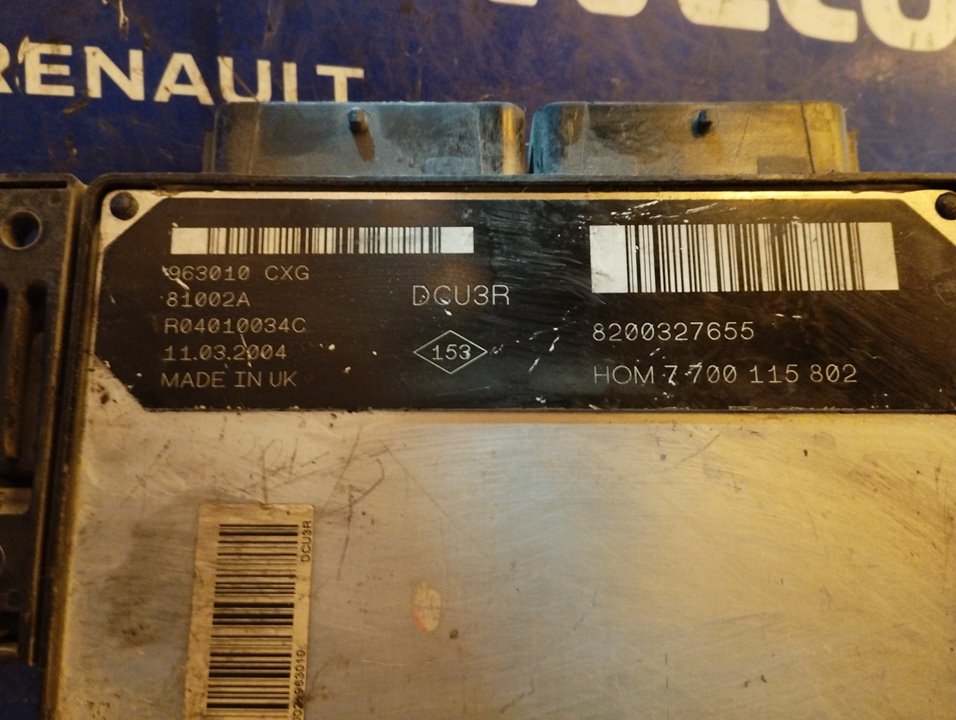 RENAULT
963010 CXG
81002A
R04010034C
11.03.2004
MADE IN UK
DCU3R
153
8200327655
HOM 7 700 115 802
DCU3R